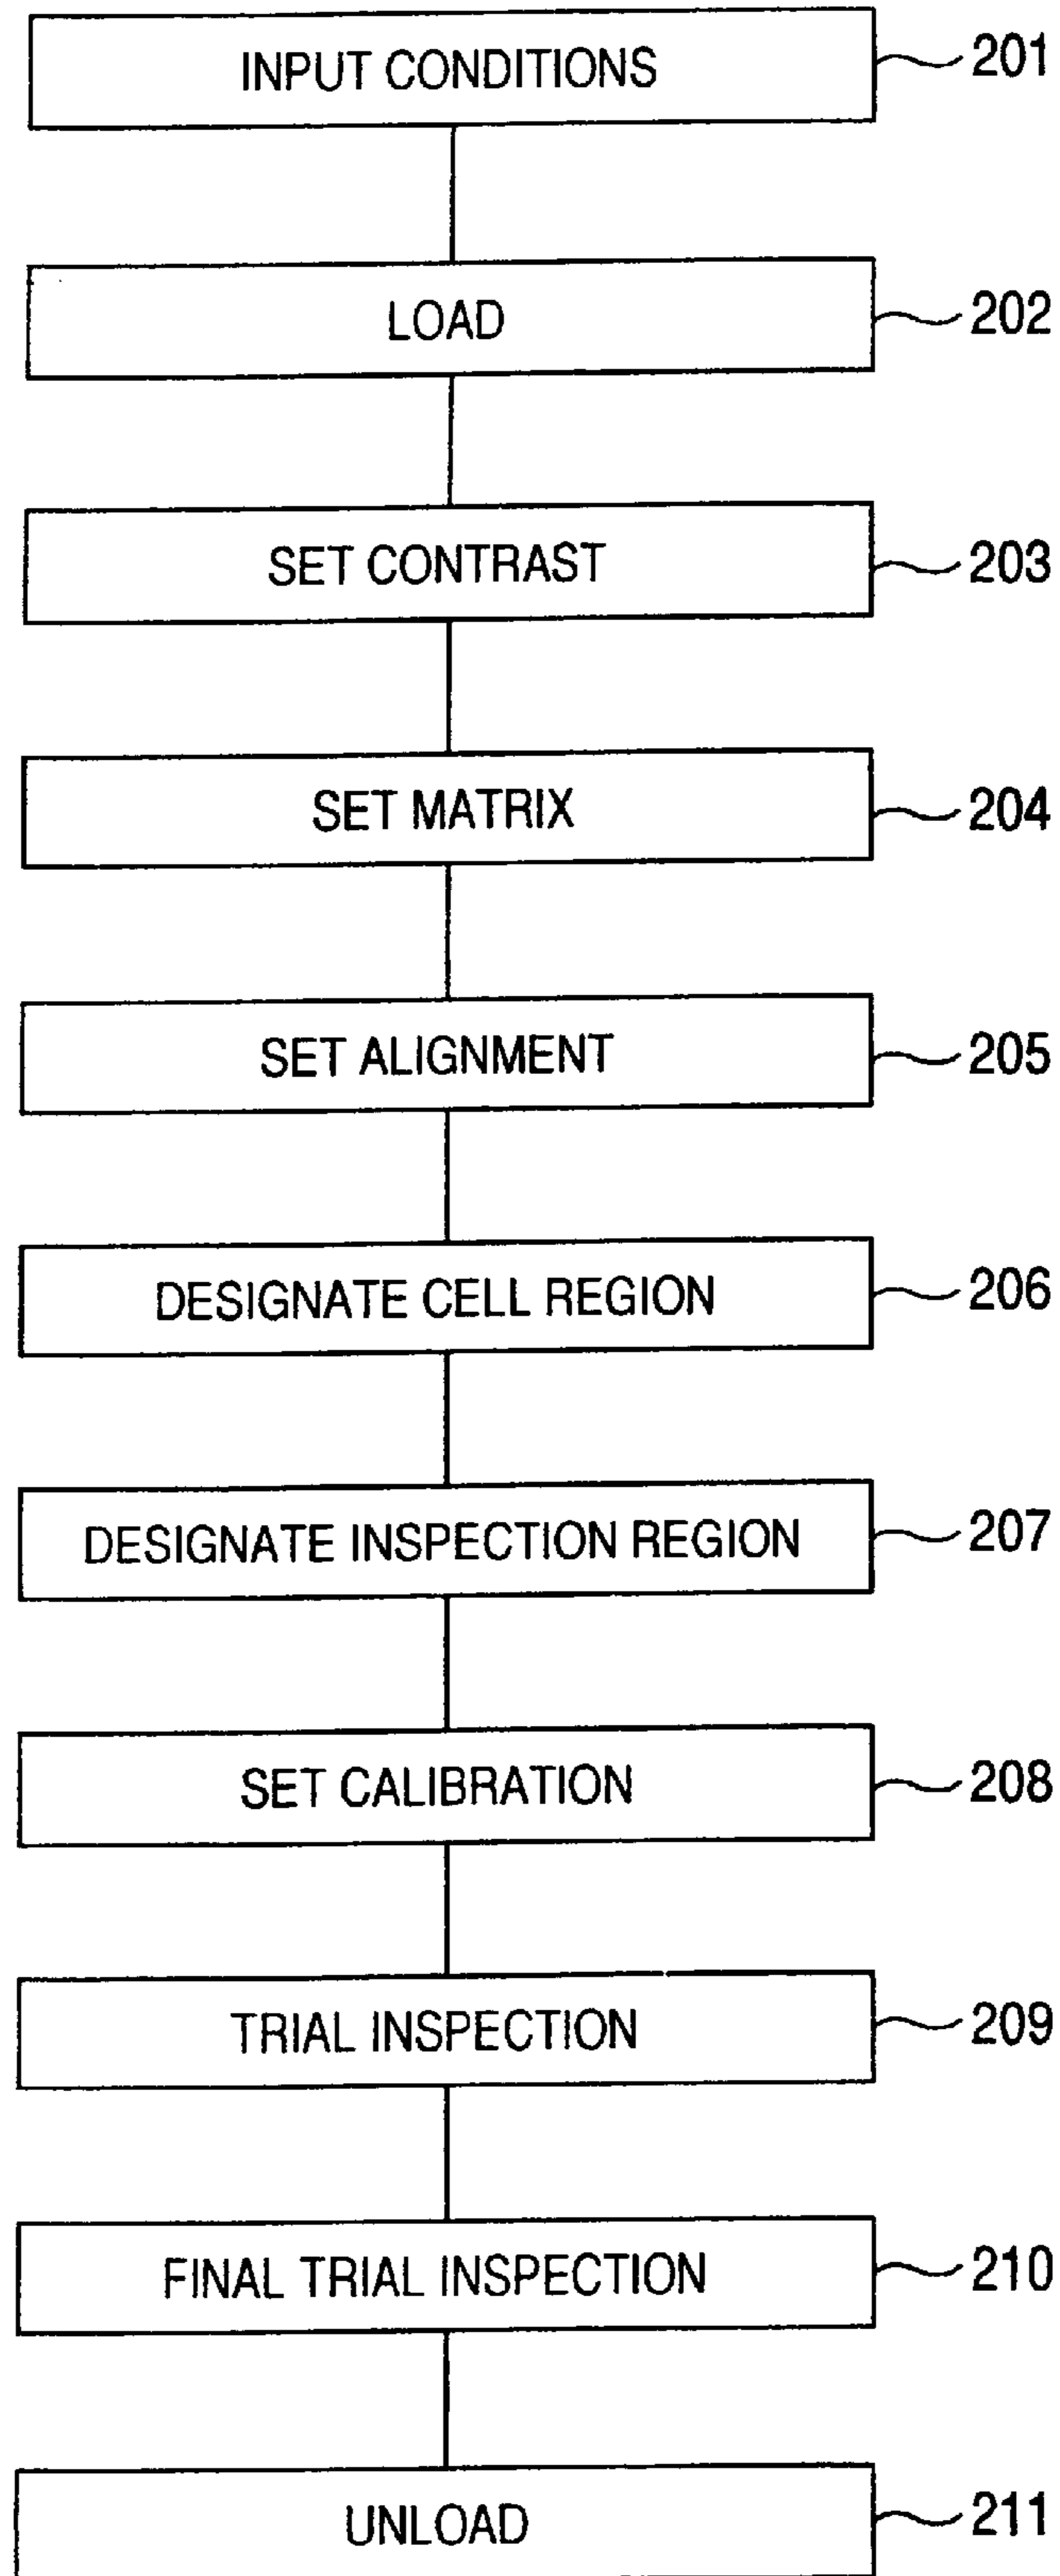 INPUT CONDITIONS 201
LOAD 202
SET CONTRAST 203
SET MATRIX 204
SET ALIGNMENT 205
DESIGNATE CELL REGION 206
DESIGNATE INSPECTION REGION 207
SET CALIBRATION 208
TRIAL INSPECTION 209
FINAL TRIAL INSPECTION 210
UNLOAD 211